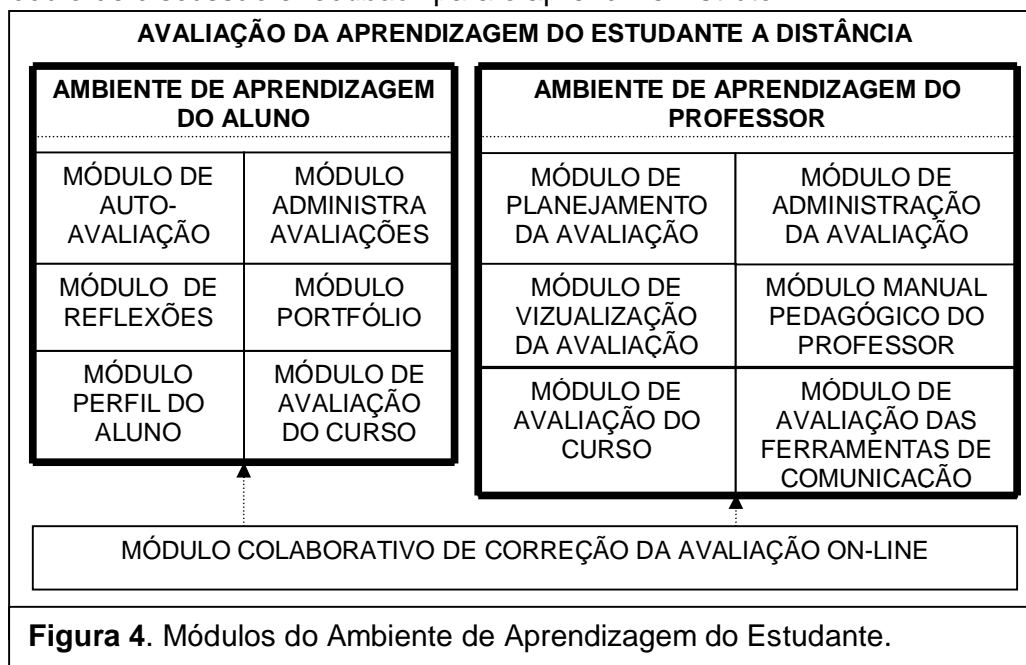 AVALIAÇÃO DA APRENDIZAGEM DO ESTUDANTE A DISTÂNCIA
AMBIENTE DE APRENDIZAGEM
DO ALUNO
MÓDULO DE
AUTO-
AVALIAÇÃO
MÓDULO
ADMINISTRA
AVALIAÇÕES
MÓDULO DE
REFLEXÕES
MÓDULO
PORTFÓLIO
MÓDULO
PERFIL DO
ALUNO
MÓDULO DE
AVALIAÇÃO
DO CURSO
AMBIENTE DE APRENDIZAGEM DO
PROFESSOR
MÓDULO DE
PLANEJAMENTO
DA AVALIAÇÃO
MÓDULO DE
ADMINISTRAÇÃO
DA AVALIAÇÃO
MÓDULO DE
VIZUALIZAÇÃO
DA AVALIAÇÃO
MÓDULO MANUAL
PEDAGÓGICO DO
PROFESSOR
MÓDULO DE
AVALIAÇÃO DO
CURSO
MÓDULO DE
AVALIAÇÃO DAS
FERRAMENTAS DE
COMUNICAÇÃO
MÓDULO COLABORATIVO DE CORREÇÃO DA AVALIAÇÃO ON-LINE
Figura 4. Módulos do Ambiente de Aprendizagem do Estudante.